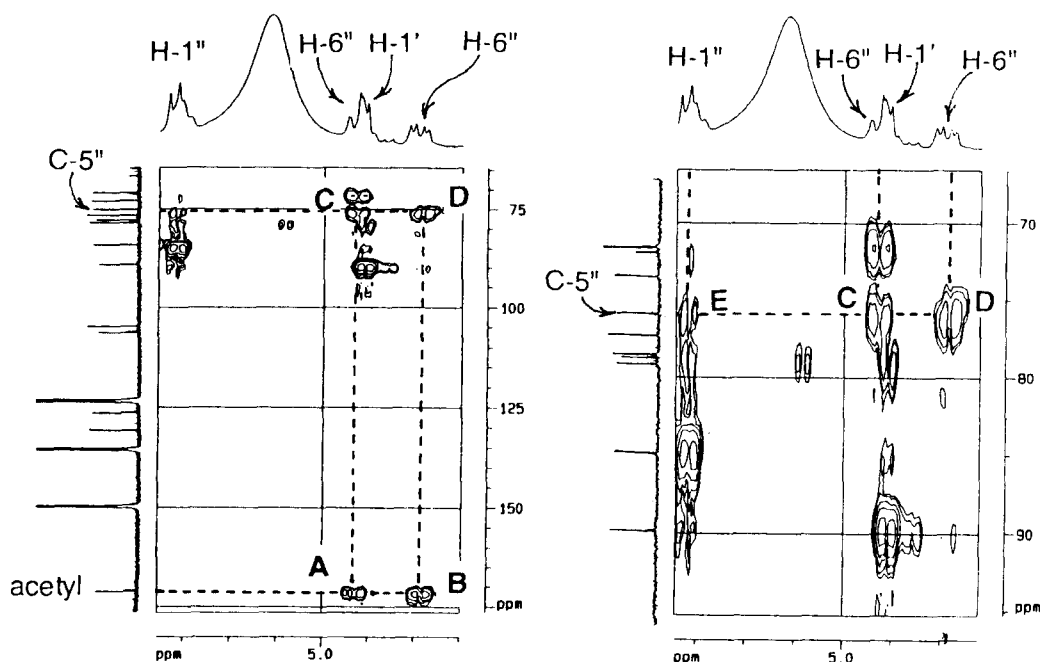 H-1" H-6" H-1' H-6"
C-5"
C D
75
100
125
150
A B
acetyl
ppm
ppm 5.0
H-1" H-6" H-1' H-6"
70
C-5"
E C D
80
90
ppm
ppm 5.0